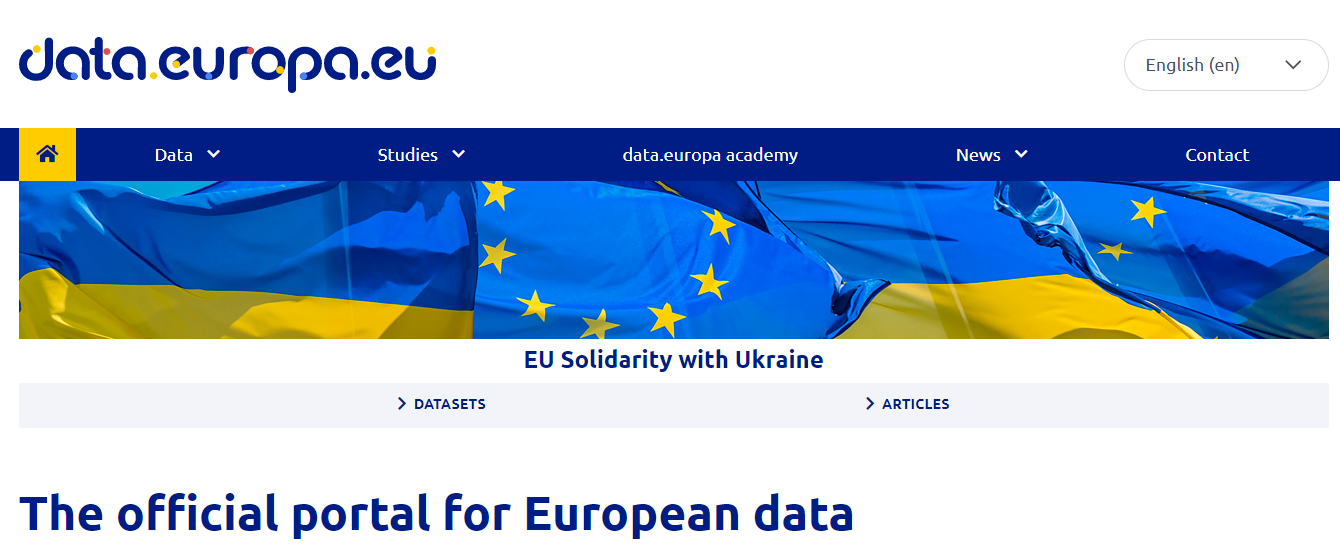 data.europa.eu
English (en)
Data
Studies
data.europa academy
News
Contact
EU Solidarity with Ukraine
DATASETS
ARTICLES
The official portal for European data